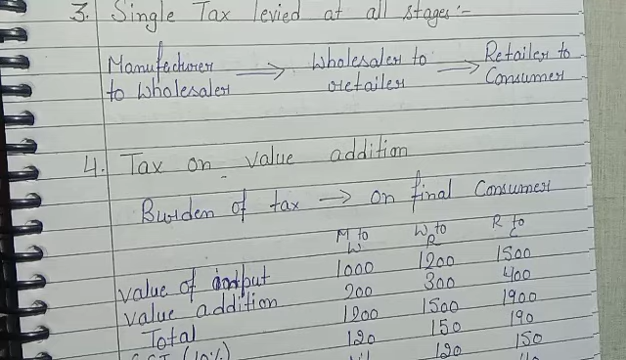 3. Single Tax levied at all stages :-
Manufacturer to Wholesaler → Wholesaler to retailer → Retailer to Consumer
4. Tax on value addition
Burden of tax → on final Consumer
M to W W to R R to C
value of input 1000 1200 1500
value addition 200 300 400
Total 1200 1500 1900
GST (10%) 120 150 190
120 150